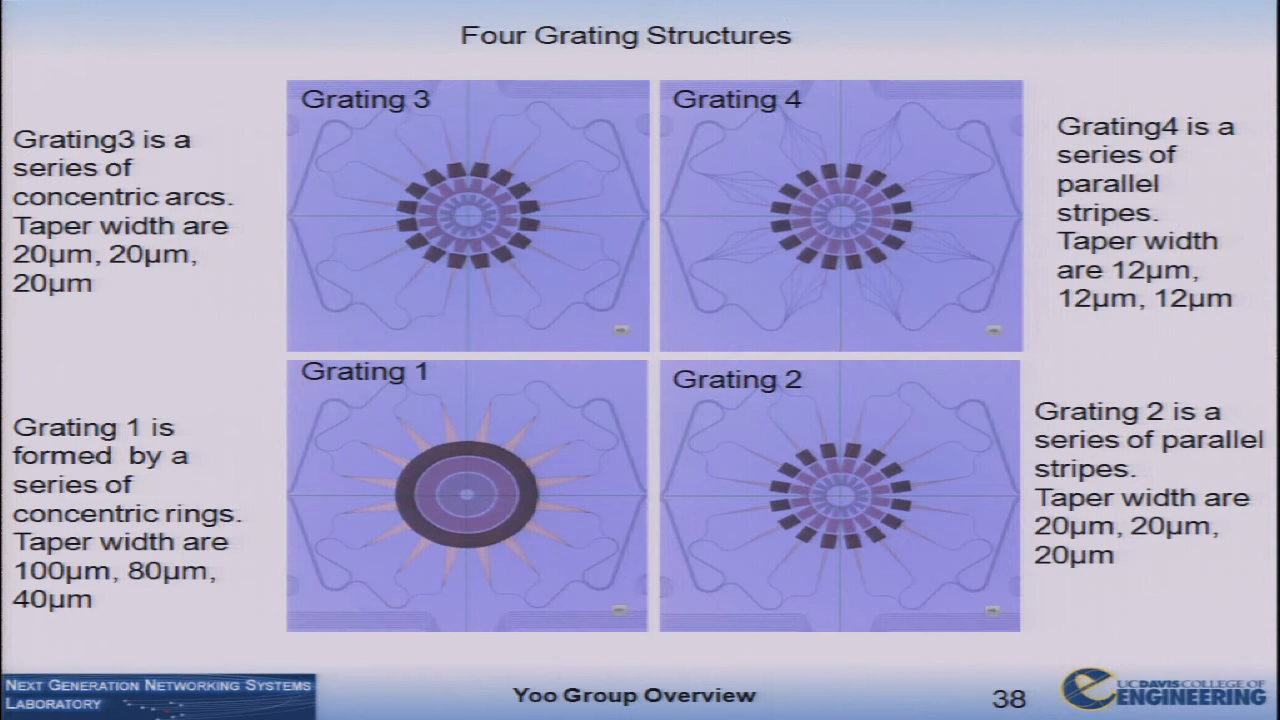 Four Grating Structures
Grating 3
Grating 4
Grating3 is a
series of
concentric arcs.
Taper width are
20µm, 20µm,
20µm
Grating4 is a
series of
parallel
stripes.
Taper width
are 12µm,
12µm, 12µm
Grating 1
Grating 2
Grating 1 is
formed by a
series of
concentric rings.
Taper width are
100µm, 80µm,
40µm
Grating 2 is a
series of parallel
stripes.
Taper width are
20µm, 20µm,
20µm
NEXT GENERATION NETWORKING SYSTEMS
LABORATORY
Yoo Group Overview
38
UCDAVIS COLLEGE OF
ENGINEERING